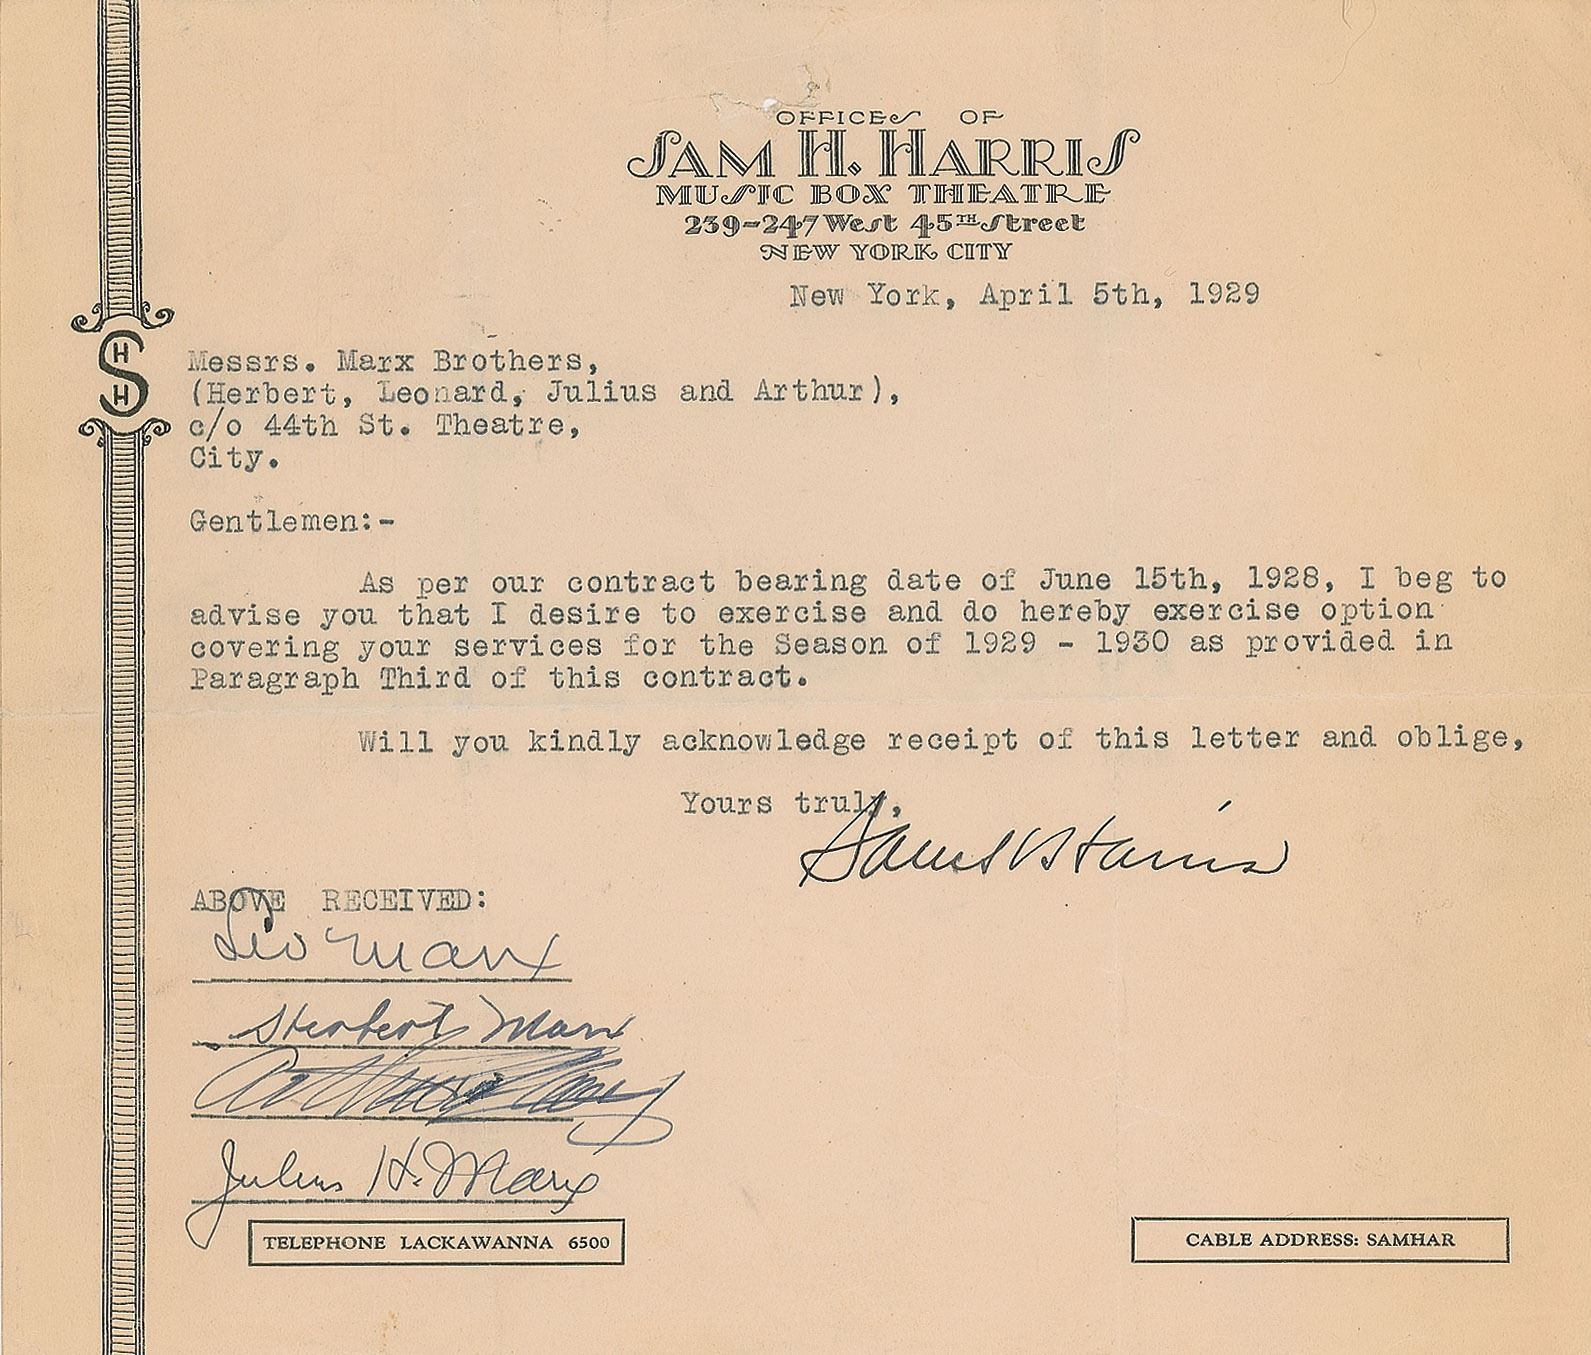 OFFICES OF
SAM H. HARRIS
MUSIC BOX THEATRE
239-247 West 45TH Street
NEW YORK CITY
New York, April 5th, 1929
S H H
Messrs. Marx Brothers,
(Herbert, Leonard, Julius and Arthur),
c/o 44th St. Theatre,
City.
Gentlemen:-
As per our contract bearing date of June 15th, 1928, I beg to
advise you that I desire to exercise and do hereby exercise option
covering your services for the Season of 1929 - 1930 as provided in
Paragraph Third of this contract.
Will you kindly acknowledge receipt of this letter and oblige,
Yours truly,
Sam H Harris
ABOVE RECEIVED:
Leo Marx
Herbert Marx
Arthur Marx
Julius H. Marx
TELEPHONE LACKAWANNA 6500
CABLE ADDRESS: SAMHAR